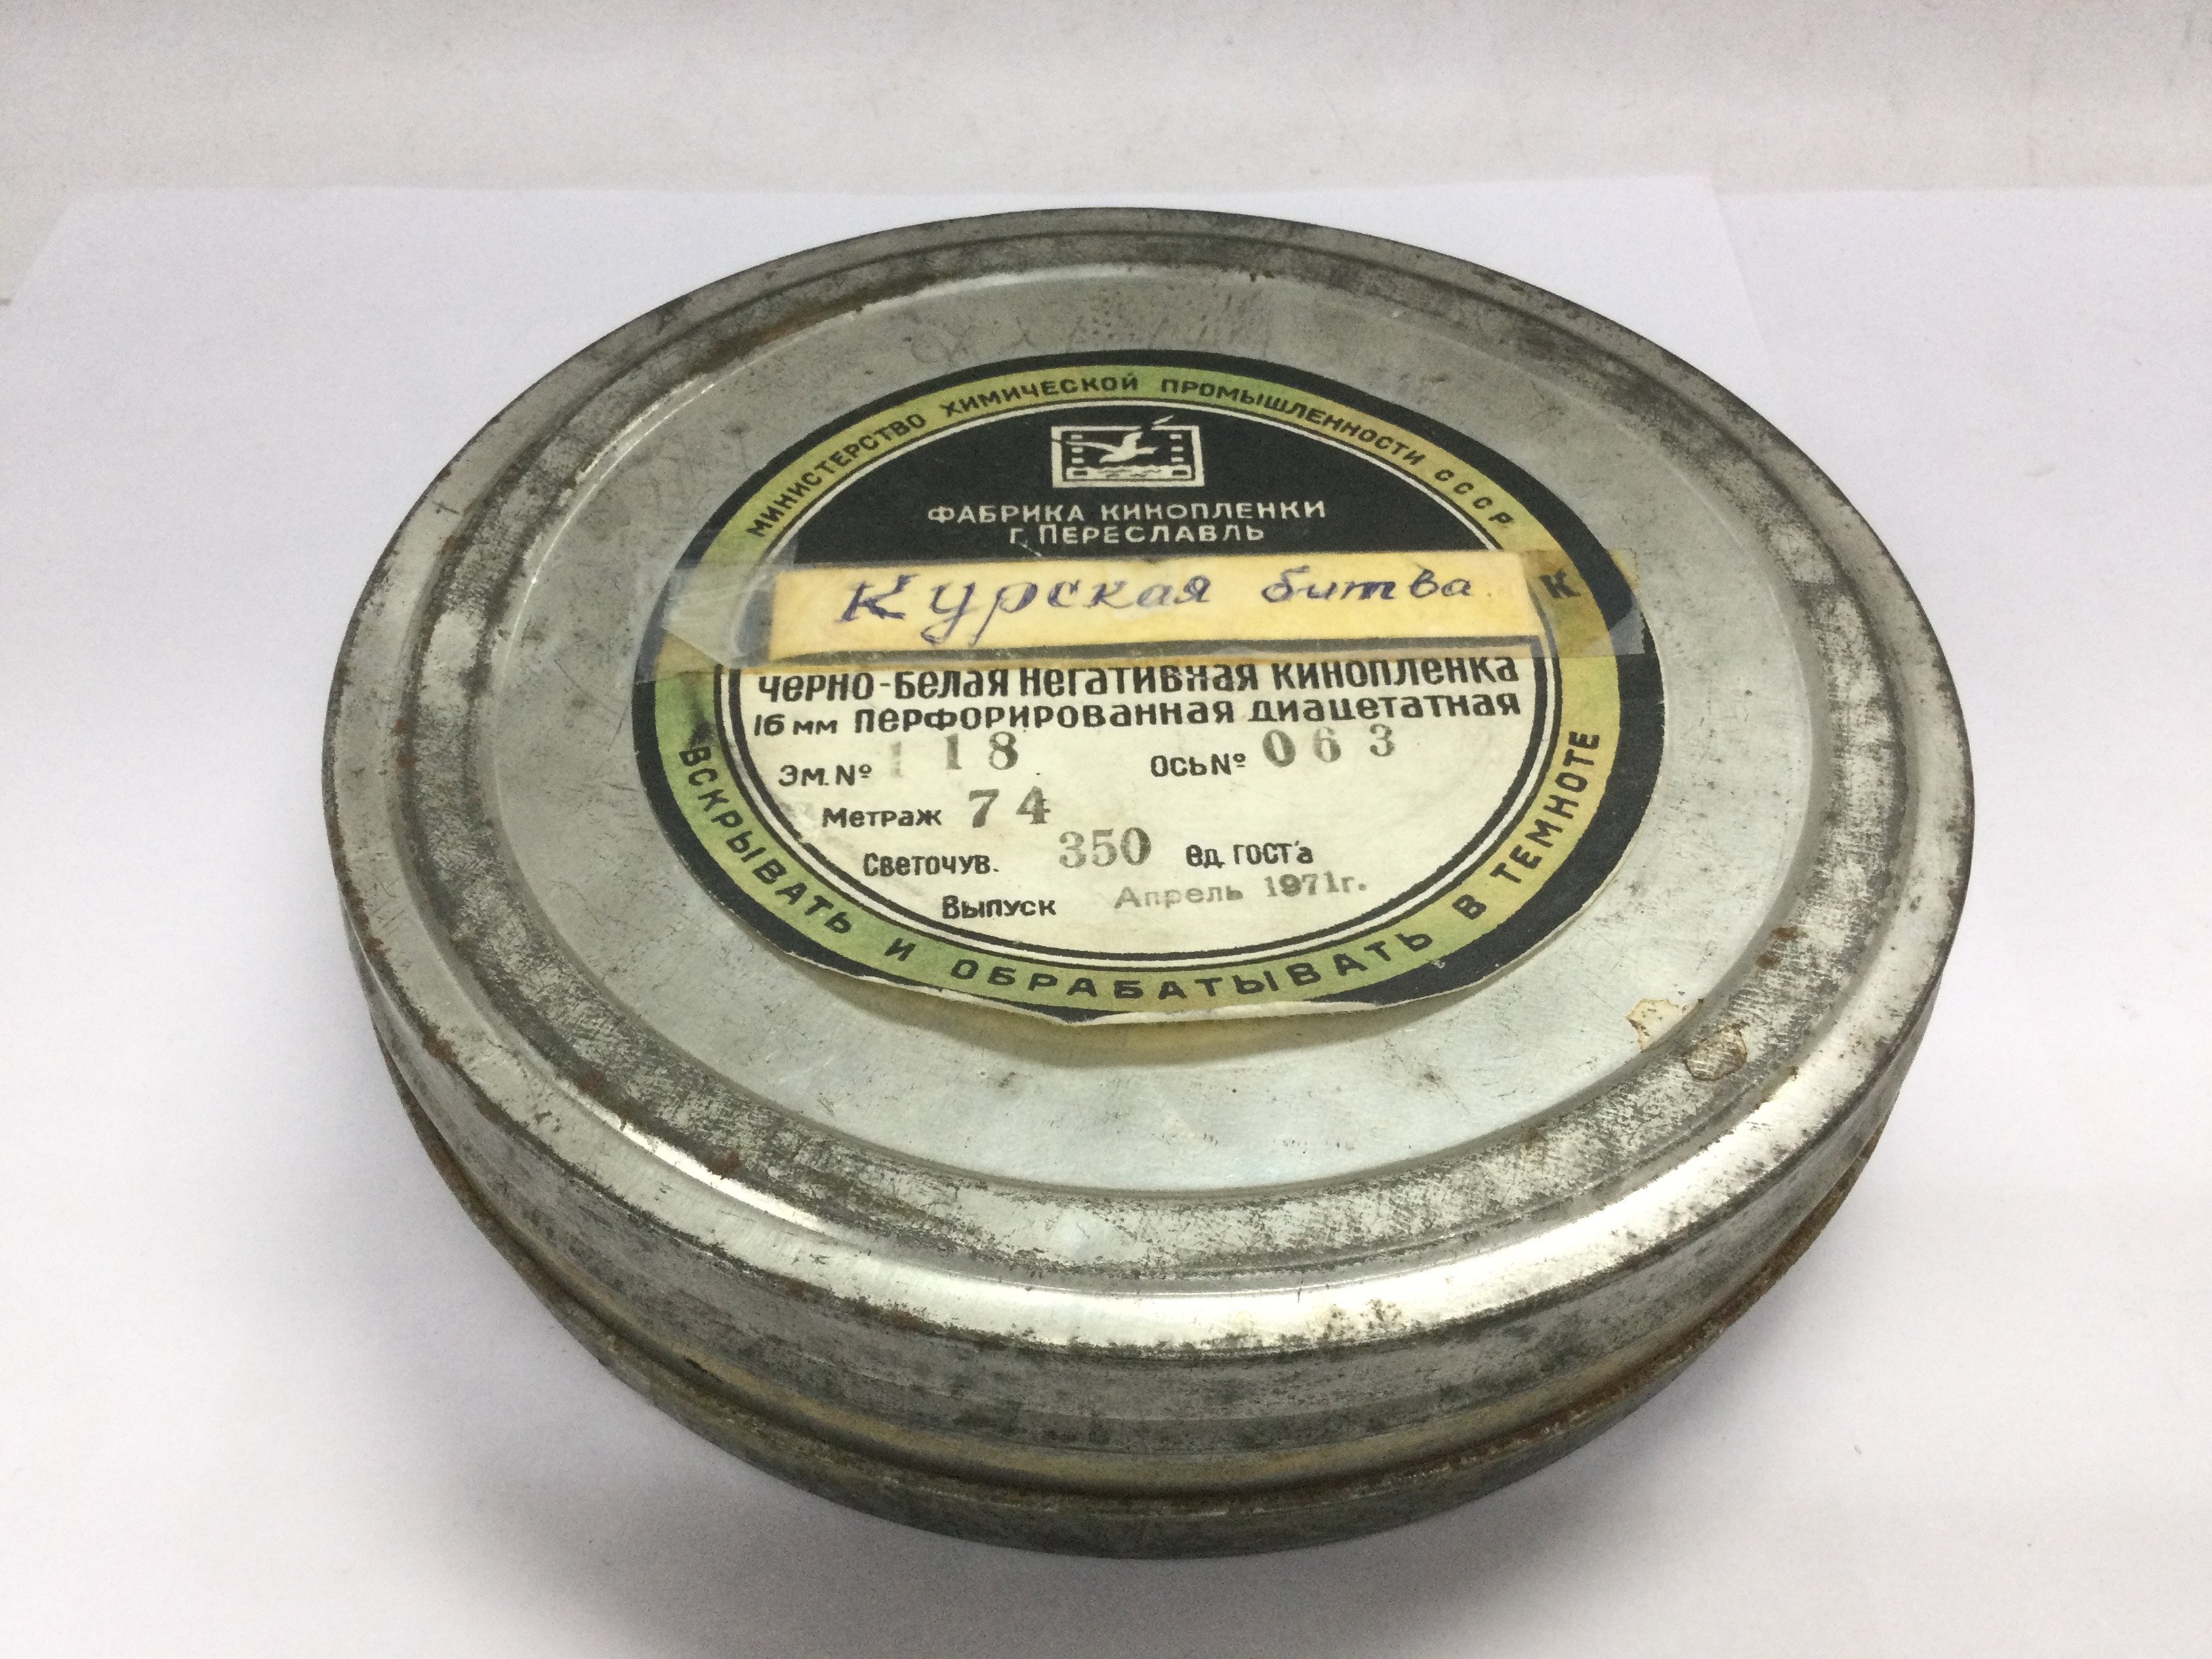 МИНИСТЕРСТВО ХИМИЧЕСКОЙ ПРОМЫШЛЕННОСТИ СССР
ФАБРИКА КИНОПЛЕНКИ
Г. ПЕРЕСЛАВЛЬ
Курская битва
К
ЧЕРНО-БЕЛАЯ НЕГАТИВНАЯ КИНОПЛЕНКА
16 мм ПЕРФОРИРОВАННАЯ ДИАЦЕТАТНАЯ
Эм. № 118 Ось № 063
Метраж 74
Светочув. 350 ед. ГОСТ'а
Выпуск Апрель 1971г.
ВСКРЫВАТЬ И ОБРАБАТЫВАТЬ В ТЕМНОТЕ